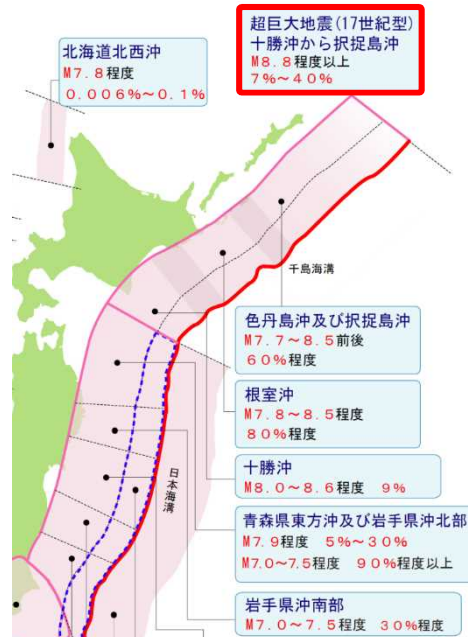 超巨大地震(17世紀型)
十勝沖から択捉島沖
M8.8 程度以上
7%～40%
北海道北西沖
M7.8 程度
0.006%～0.1%
千島海溝
色丹島沖及び択捉島沖
M7.7～8.5前後
60%程度
根室沖
M7.8～8.5程度
80%程度
十勝沖
M8.0～8.6程度 9%
日本海溝
青森県東方沖及び岩手県沖北部
M7.9程度 5%～30%
M7.0～7.5程度 90%程度以上
岩手県沖南部
M7.0～7.5程度 30%程度